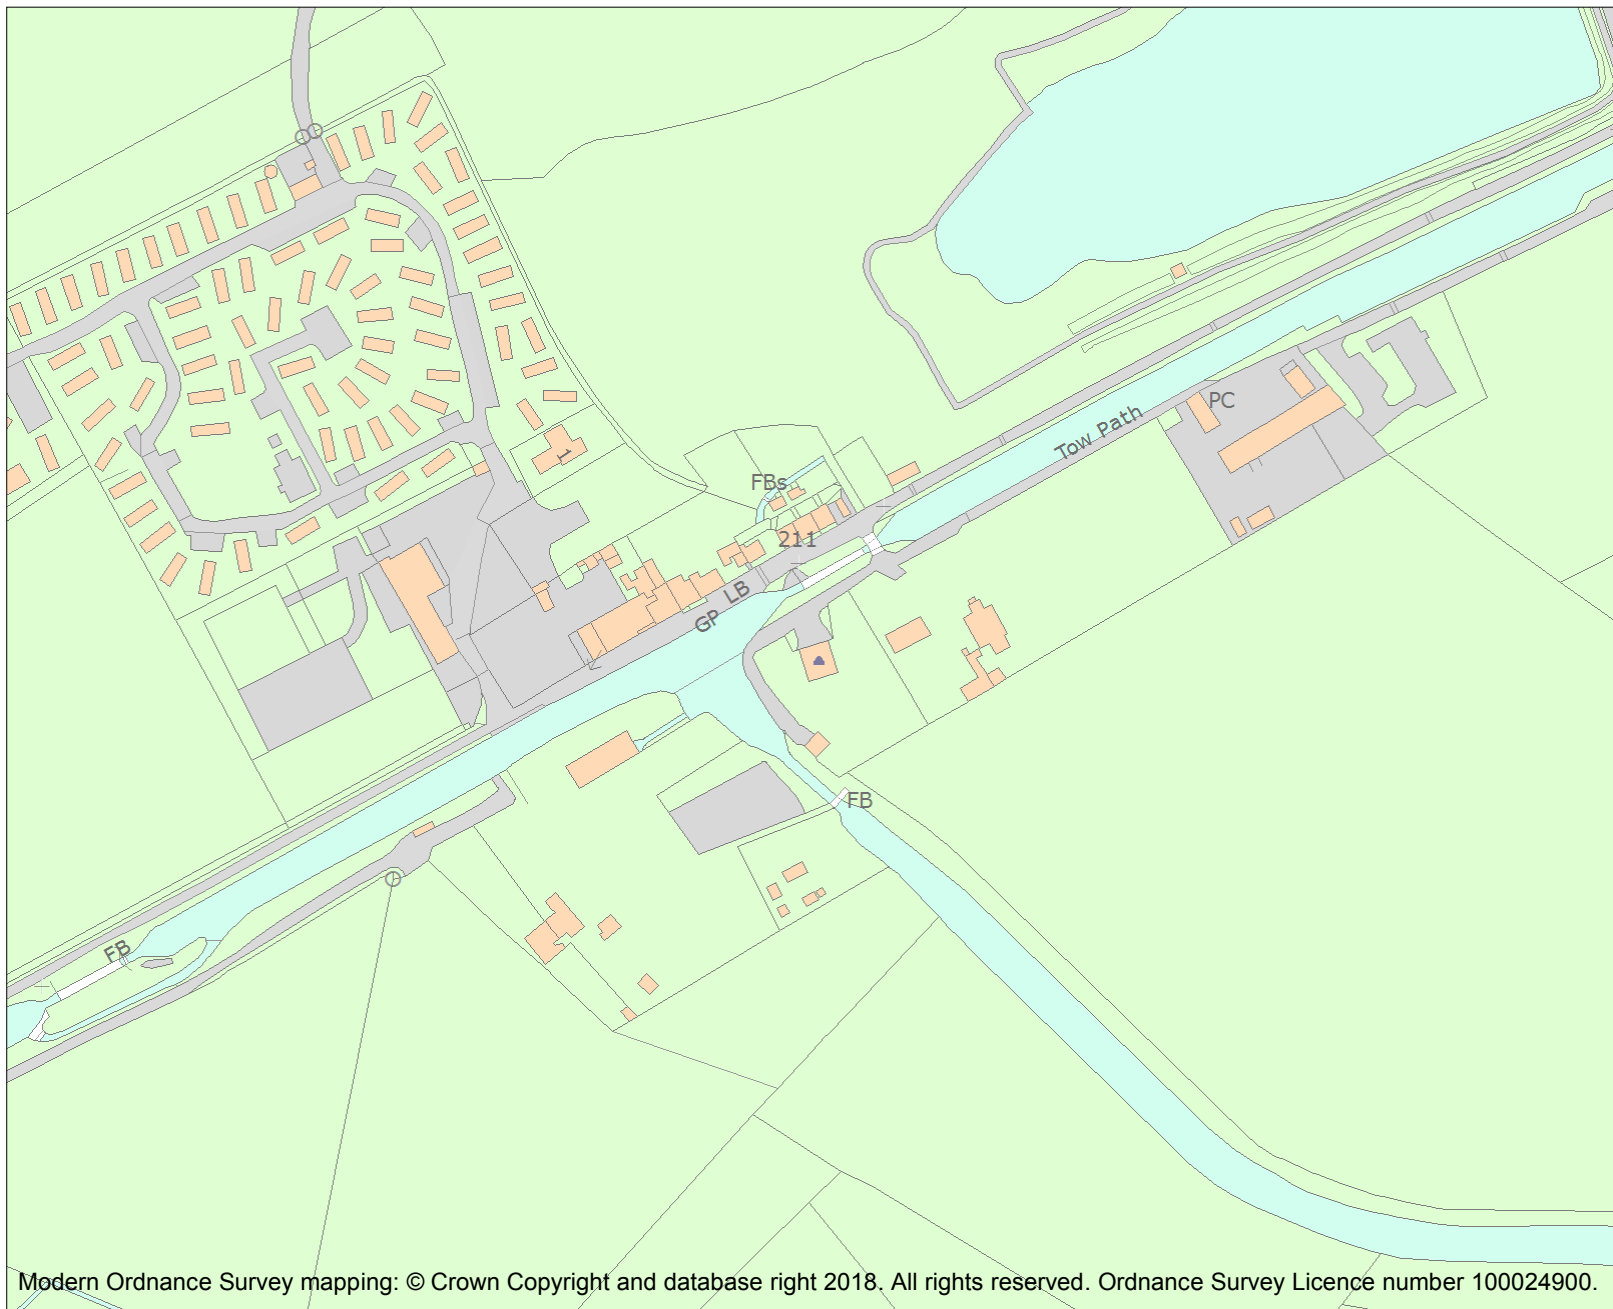 PC
Tow Path
FBs
211
1
GP
LB
FB
FB
Modern Ordnance Survey mapping: © Crown Copyright and database right 2018. All rights reserved. Ordnance Survey Licence number 100024900.